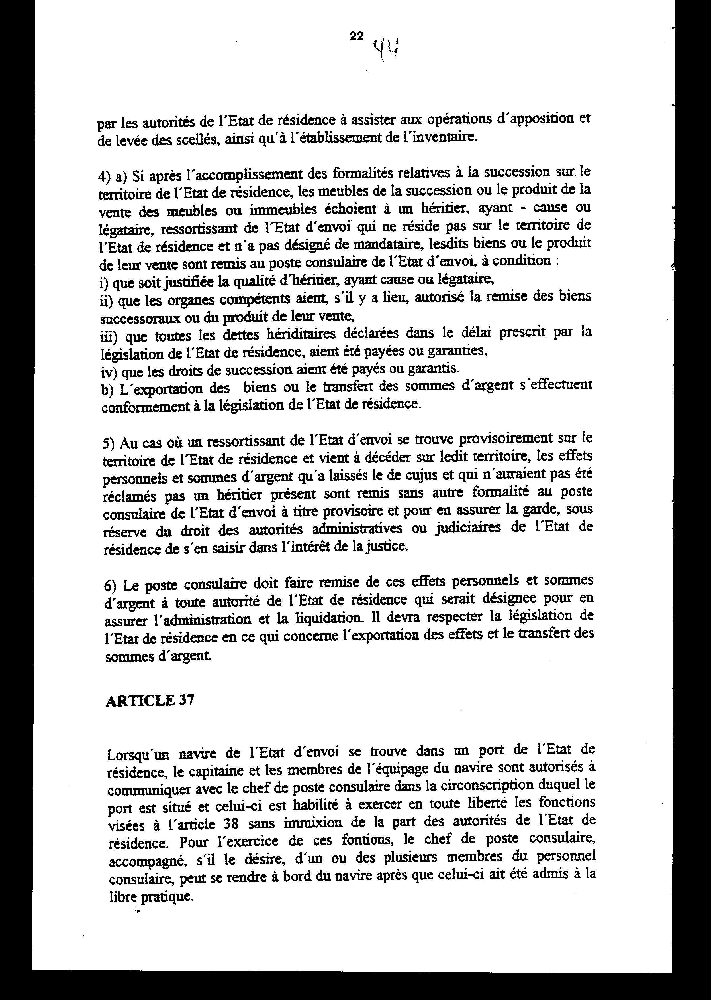 22
44
par les autorités de l´Etat de résidence à assister aux opérations d´apposition et
de levée des scellés, ainsi qu´à l´établissement de l´inventaire.
4) a) Si après l´accomplissement des formalités relatives à la succession sur. le
territoire de l´Etat de résidence, les meubles de la succession ou le produit de la
vente des meubles ou immeubles échoient à un héritier, ayant - cause ou
légataire, ressortissant de l´Etat d´envoi qui ne réside pas sur le territoire de
l´Etat de résidence et n´a pas désigné de mandataire, lesdits biens ou le produit
de leur vente sont remis au poste consulaire de l´Etat d´envoi, à condition :
i) que soit justifiée la qualité d´héritier, ayant cause ou légataire,
ii) que les organes compétents aient, s´il y a lieu, autorisé la remise des biens
successoraux ou du produit de leur vente,
iii) que toutes les dettes hériditaires déclarées dans le délai prescrit par la
législation de l´Etat de résidence, aient été payées ou garanties,
iv) que les droits de succession aient été payés ou garantis.
b) L´exportation des biens ou le transfert des sommes d´argent s´effectuent
conformement à la législation de l´Etat de résidence.
5) Au cas où un ressortissant de l´Etat d´envoi se trouve provisoirement sur le
territoire de l´Etat de résidence et vient à décéder sur ledit territoire, les effets
personnels et sommes d´argent qu´a laissés le de cujus et qui n´auraient pas été
réclamés pas un héritier présent sont remis sans autre formalité au poste
consulaire de l´Etat d´envoi à titre provisoire et pour en assurer la garde, sous
réserve du droit des autorités administratives ou judiciaires de l´Etat de
résidence de s´en saisir dans l´intérêt de la justice.
6) Le poste consulaire doit faire remise de ces effets personnels et sommes
d´argent á toute autorité de l´Etat de résidence qui serait désignee pour en
assurer l´administration et la liquidation. Il devra respecter la législation de
l´Etat de résidence en ce qui concerne l´exportation des effets et le transfert des
sommes d´argent.
ARTICLE 37
Lorsqu´un navire de l´Etat d´envoi se trouve dans un port de l´Etat de
résidence, le capitaine et les membres de l´équipage du navire sont autorisés à
communiquer avec le chef de poste consulaire dans la circonscription duquel le
port est situé et celui-ci est habilité à exercer en toute liberté les fonctions
visées à l´article 38 sans immixion de la part des autorités de l´Etat de
résidence. Pour l´exercice de ces fontions, le chef de poste consulaire,
accompagné, s´il le désire, d´un ou des plusieurs membres du personnel
consulaire, peut se rendre à bord du navire après que celui-ci ait été admis à la
libre pratique.